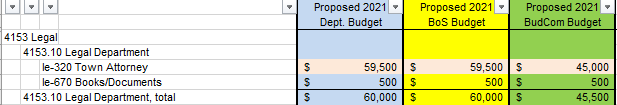 Proposed 2021 Proposed 2021 Proposed 2021
Dept. Budget BoS Budget BudCom Budget
4153 Legal
4153.10 Legal Department
le-320 Town Attorney $ 59,500 $ 59,500 $ 45,000
le-670 Books/Documents $ 500 $ 500 $ 500
4153.10 Legal Department, total $ 60,000 $ 60,000 $ 45,500